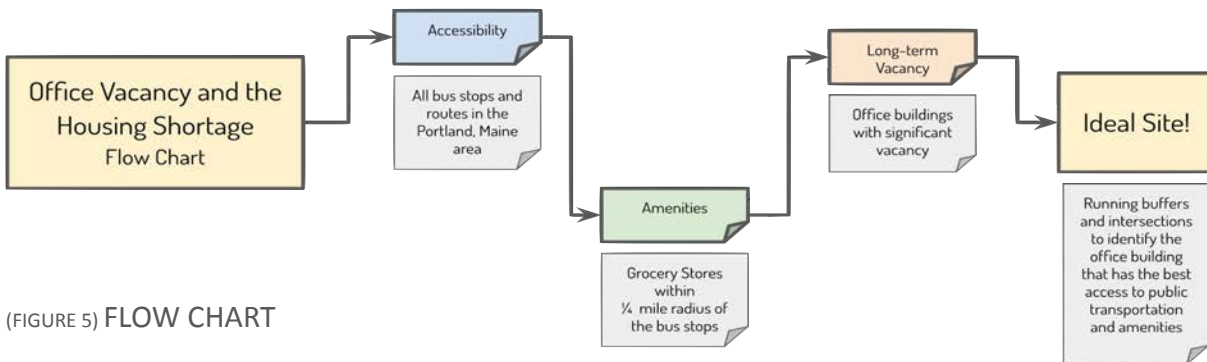 Office Vacancy and the
Housing Shortage
Flow Chart
Accessibility
All bus stops and
routes in the
Portland, Maine
area
Amenities
Grocery Stores
within
¼ mile radius of
the bus stops
Long-term
Vacancy
Office buildings
with significant
vacancy
Ideal Site!
Running buffers
and intersections
to identify the
office building
that has the best
access to public
transportation
and amenities
(FIGURE 5) FLOW CHART